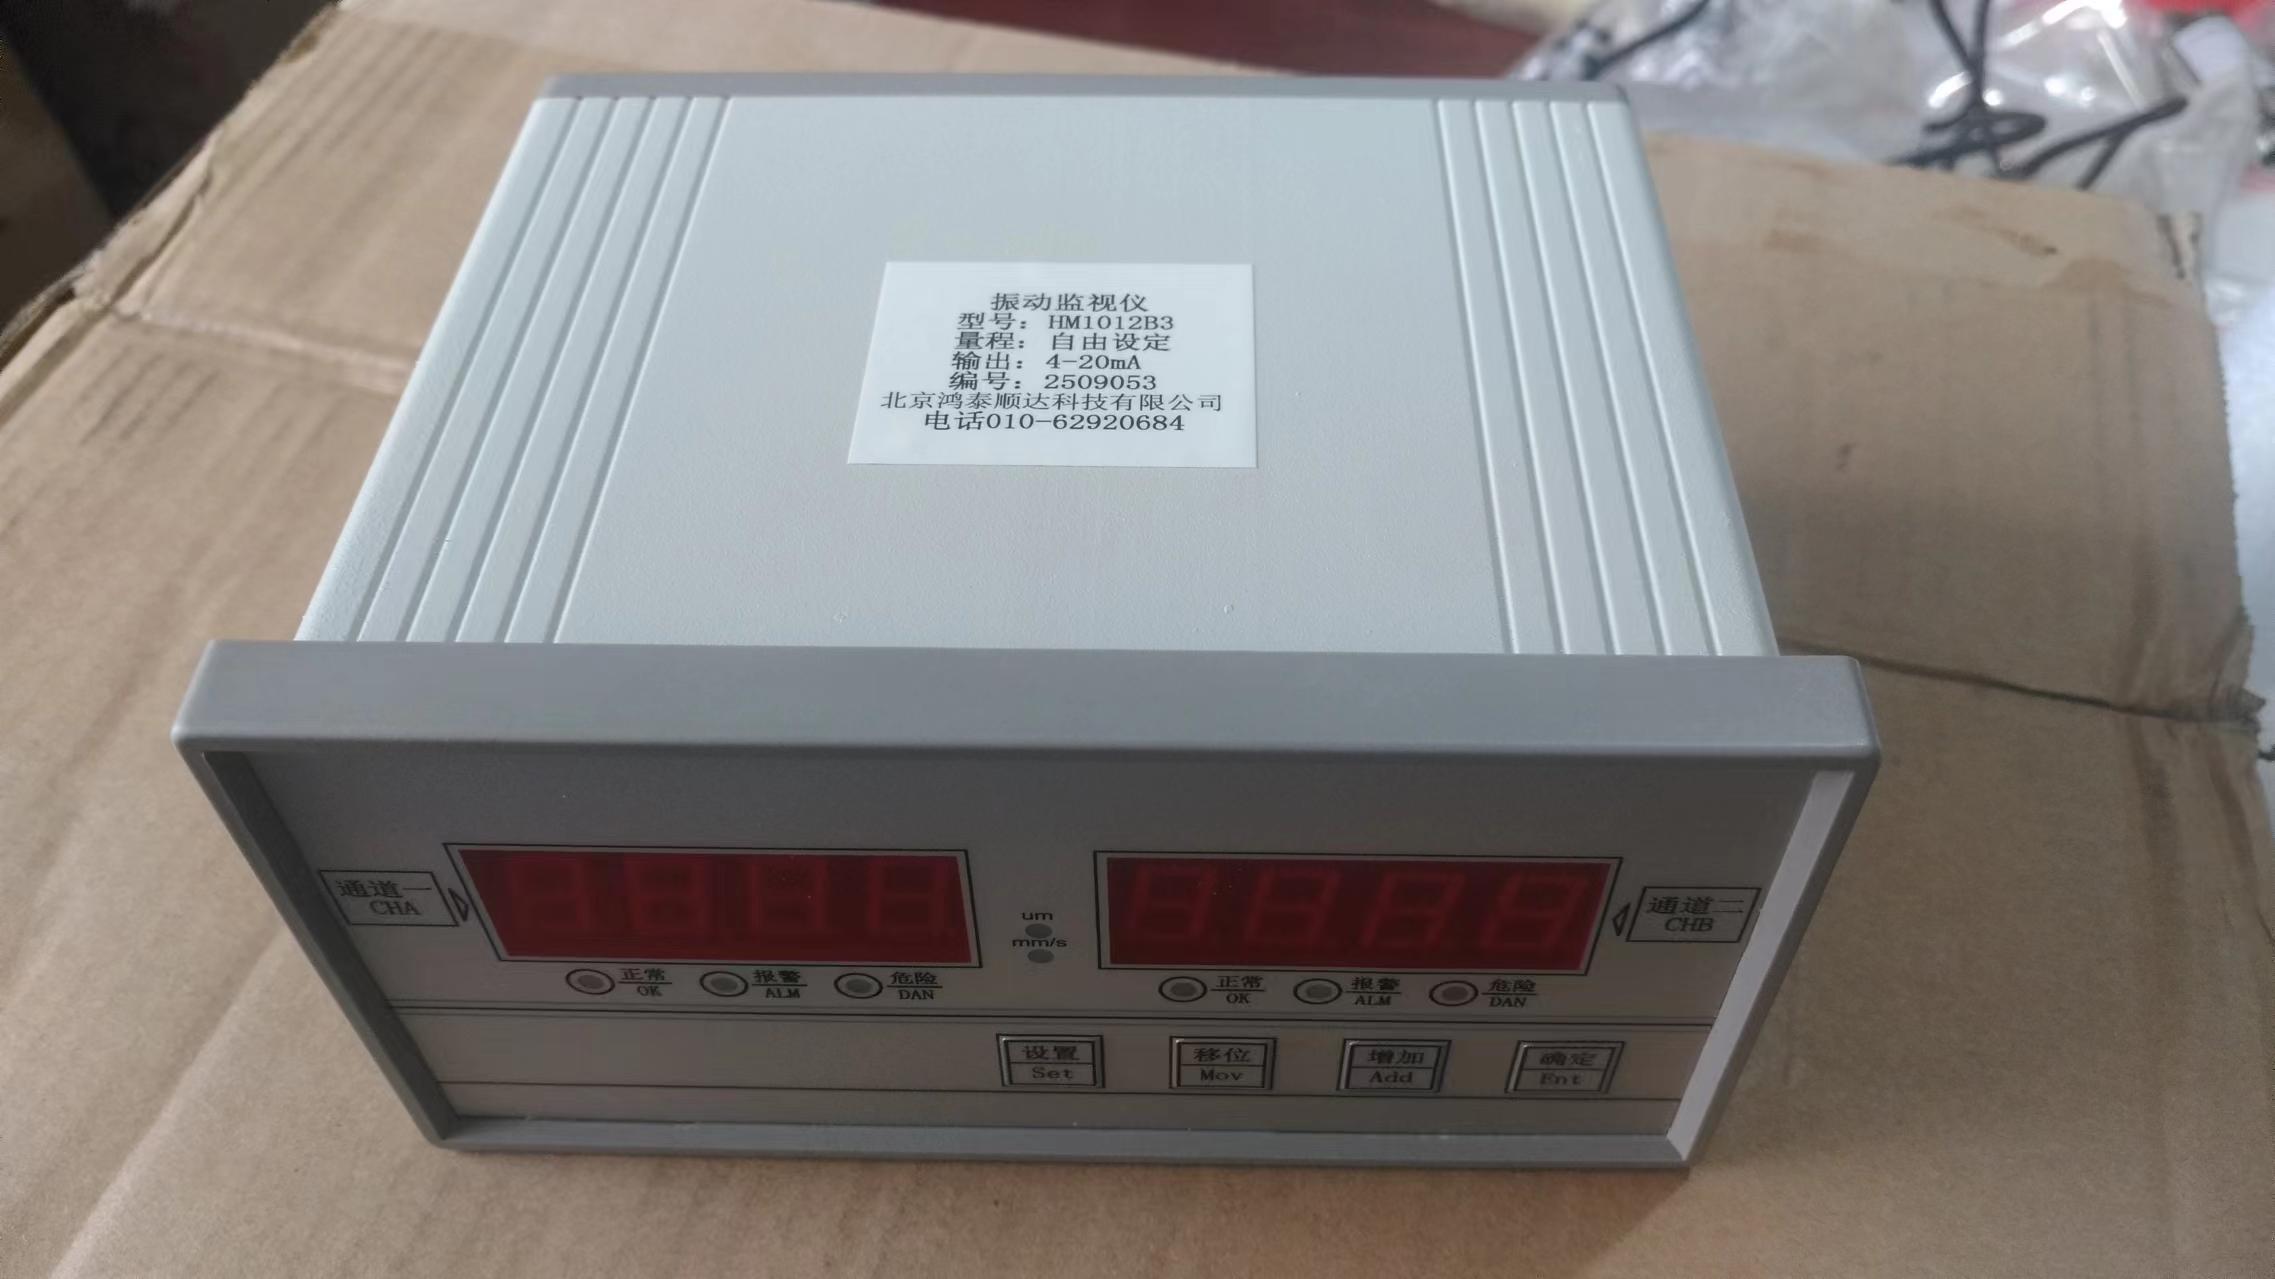 振动监视仪
型号：HM1012B3
量程：自由设定
输出：4-20mA
编号：2509053
北京鸿泰顺达科技有限公司
电话010-62920684
通道一
CHA
um
mm/s
通道二
CHB
正常
OK
报警
ALM
危险
DAN
正常
OK
报警
ALM
危险
DAN
设置
Set
移位
Mov
增加
Add
确定
Ent